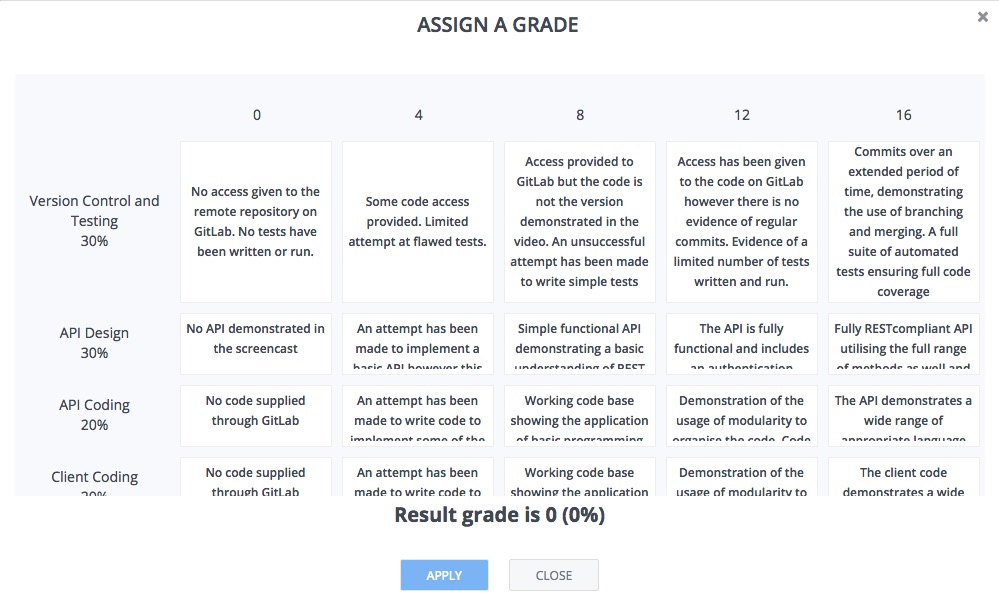 ASSIGN A GRADE
0 4 8 12 16
Version Control and
Testing
30%
No access given to the
remote repository on
GitLab. No tests have
been written or run.
Some code access
provided. Limited
attempt at flawed tests.
Access provided to
GitLab but the code is
not the version
demonstrated in the
video. An unsuccessful
attempt has been made
to write simple tests
Access has been given
to the code on GitLab
however there is no
evidence of regular
commits. Evidence of a
limited number of tests
written and run.
Commits over an
extended period of
time, demonstrating
the use of branching
and merging. A full
suite of automated
tests ensuring full code
coverage
API Design
30%
No API demonstrated in
the screencast
An attempt has been
made to implement a
basic API however this
Simple functional API
demonstrating a basic
understanding of REST
The API is fully
functional and includes
an authentication
Fully RESTcompliant API
utilising the full range
of methods as well and
API Coding
20%
No code supplied
through GitLab
An attempt has been
made to write code to
implement some of the
Working code base
showing the application
of basic programming
Demonstration of the
usage of modularity to
organise the code. Code
The API demonstrates a
wide range of
appropriate language
Client Coding
20%
No code supplied
through GitLab
An attempt has been
made to write code to
Working code base
showing the application
Demonstration of the
usage of modularity to
The client code
demonstrates a wide
Result grade is 0 (0%)
APPLY
CLOSE